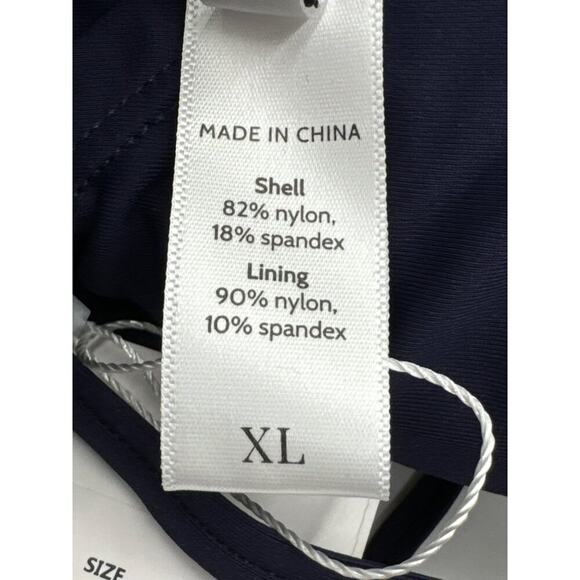 MADE IN CHINA
Shell
82% nylon,
18% spandex
Lining
90% nylon,
10% spandex
XL
SIZE